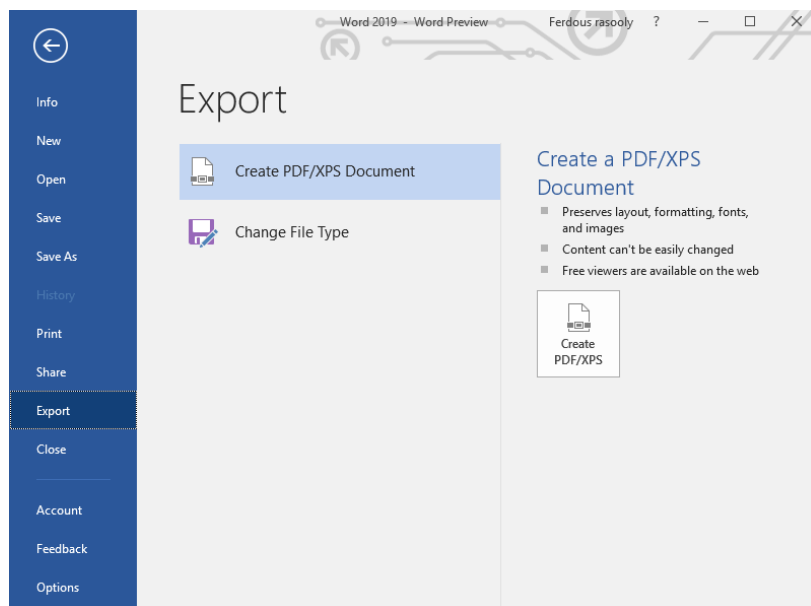 Word 2019 - Word Preview
Ferdous rasooly
?
Info
New
Open
Save
Save As
History
Print
Share
Export
Close
Account
Feedback
Options
Export
Create PDF/XPS Document
Change File Type
Create a PDF/XPS
Document
Preserves layout, formatting, fonts,
and images
Content can't be easily changed
Free viewers are available on the web
Create
PDF/XPS